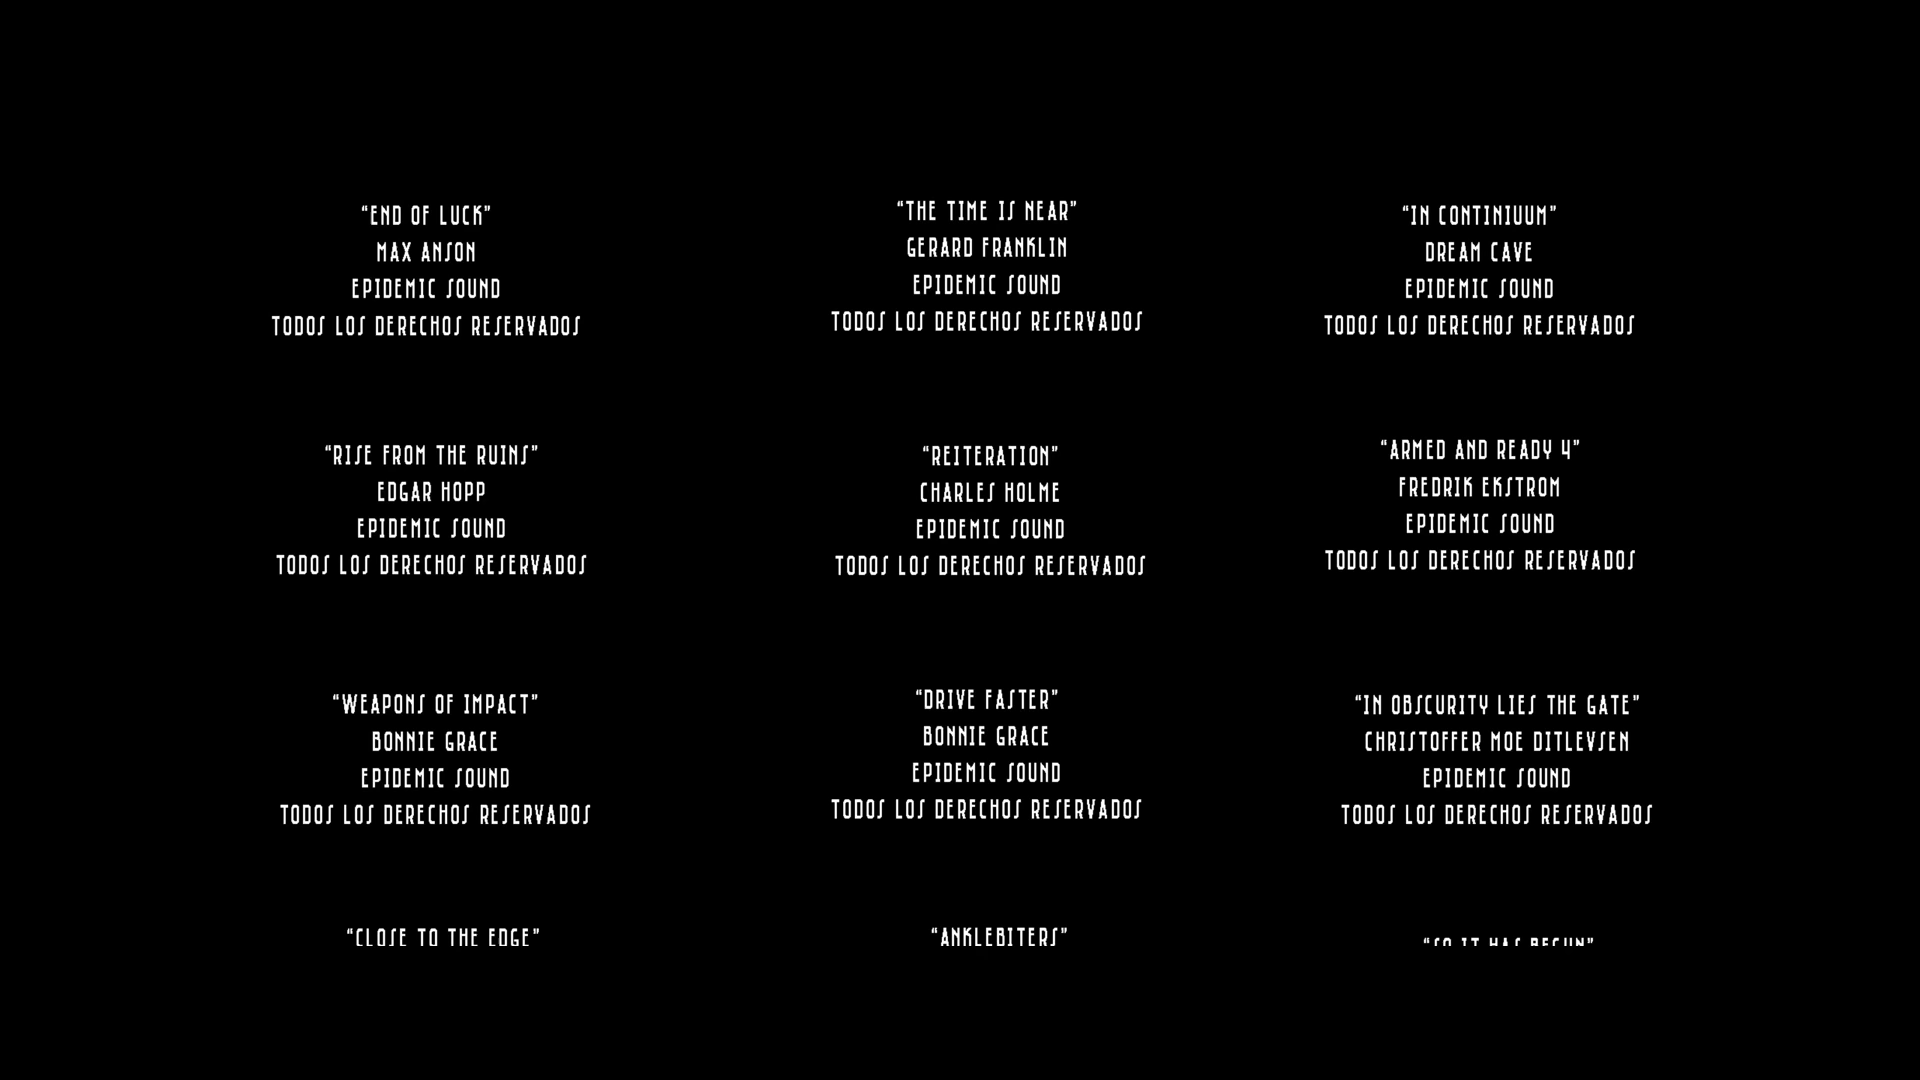 “END OF LUCK”
MAX ANSON
EPIDEMIC SOUND
TODOS LOS DERECHOS RESERVADOS
“THE TIME IS NEAR”
GERARD FRANKLIN
EPIDEMIC SOUND
TODOS LOS DERECHOS RESERVADOS
“IN CONTINIUUM”
DREAM CAVE
EPIDEMIC SOUND
TODOS LOS DERECHOS RESERVADOS
“RISE FROM THE RUINS”
EDGAR HOPP
EPIDEMIC SOUND
TODOS LOS DERECHOS RESERVADOS
“REITERATION”
CHARLES HOLME
EPIDEMIC SOUND
TODOS LOS DERECHOS RESERVADOS
“ARMED AND READY 4”
FREDRIK EKSTROM
EPIDEMIC SOUND
TODOS LOS DERECHOS RESERVADOS
“WEAPONS OF IMPACT”
BONNIE GRACE
EPIDEMIC SOUND
TODOS LOS DERECHOS RESERVADOS
“DRIVE FASTER”
BONNIE GRACE
EPIDEMIC SOUND
TODOS LOS DERECHOS RESERVADOS
“IN OBSCURITY LIES THE GATE”
CHRISTOFFER MOE DITLEVSEN
EPIDEMIC SOUND
TODOS LOS DERECHOS RESERVADOS
“CLOSE TO THE EDGE”
“ANKLEBITERS”
“SO IT HAS BEGUN”